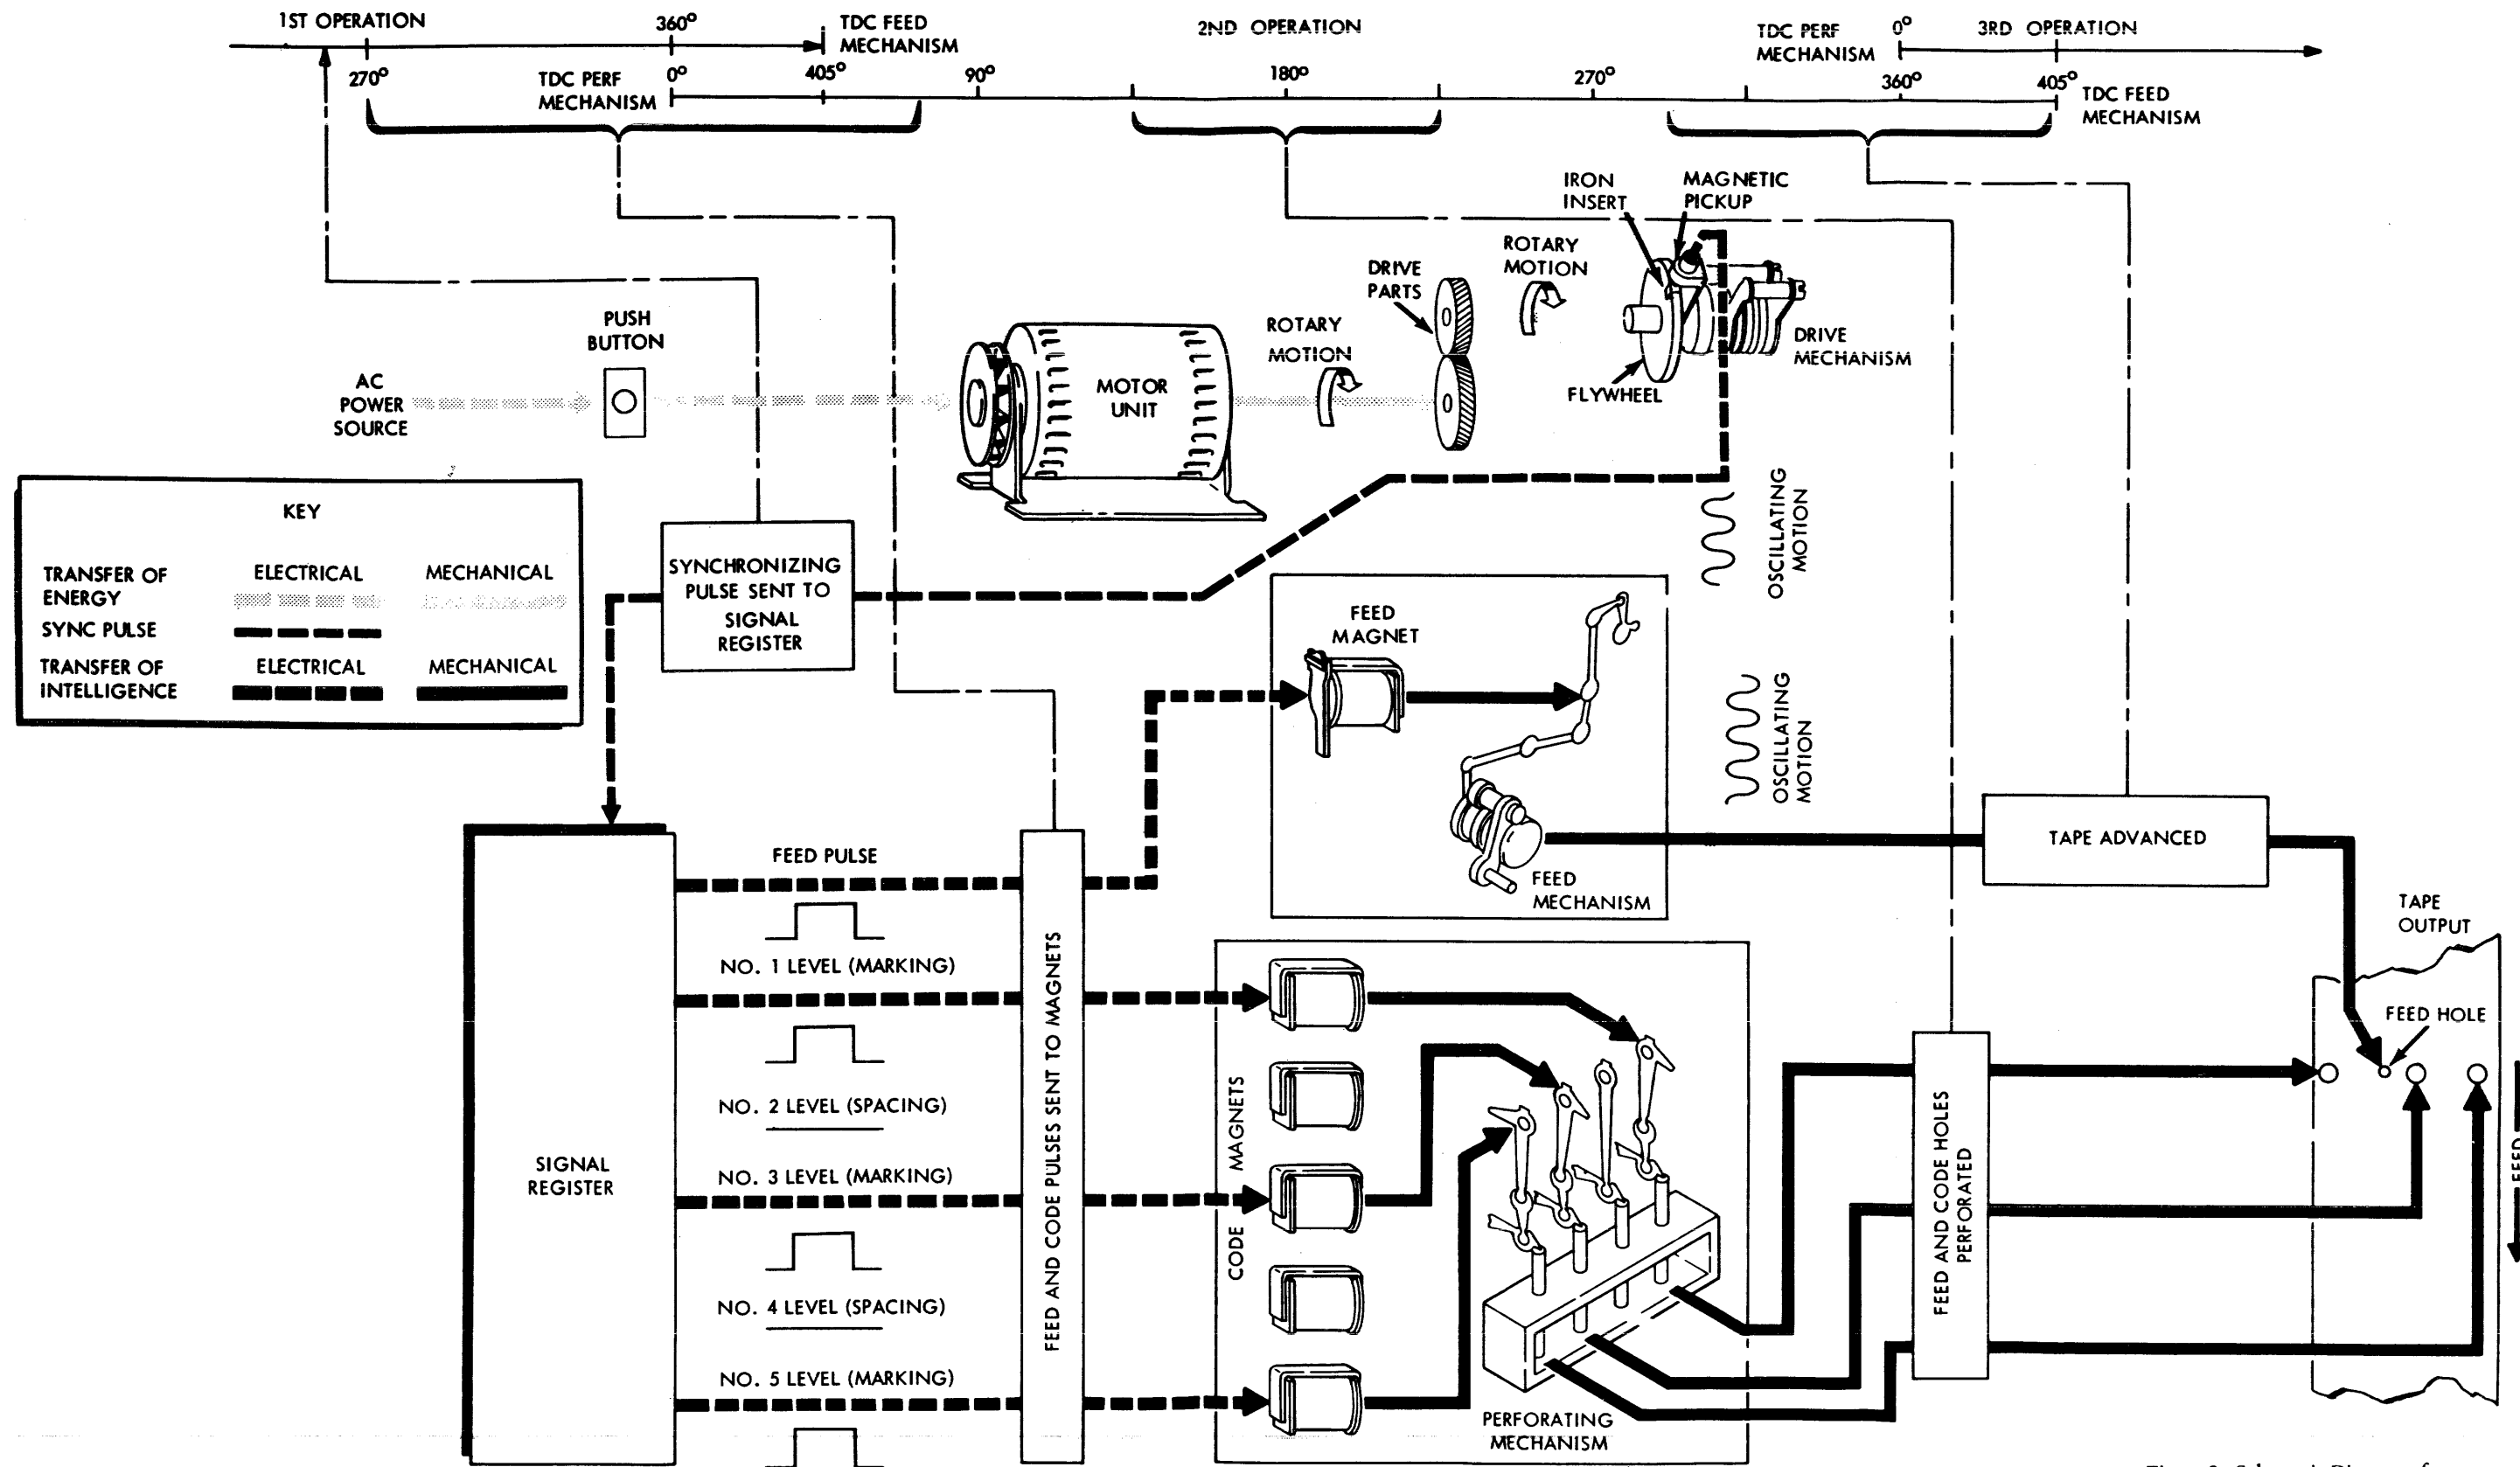 1ST OPERATION
360°
TDC FEED
MECHANISM
2ND OPERATION
TDC PERF
MECHANISM
0°
3RD OPERATION
270°
TDC PERF
MECHANISM
0°
405°
90°
180°
270°
360°
405°
TDC FEED
MECHANISM
IRON
INSERT
MAGNETIC
PICKUP
ROTARY
MOTION
DRIVE
PARTS
PUSH
BUTTON
ROTARY
MOTION
DRIVE
MECHANISM
AC
POWER
SOURCE
MOTOR
UNIT
FLYWHEEL
KEY
TRANSFER OF
ENERGY
ELECTRICAL
MECHANICAL
SYNC PULSE
TRANSFER OF
INTELLIGENCE
ELECTRICAL
MECHANICAL
SYNCHRONIZING
PULSE SENT TO
SIGNAL
REGISTER
OSCILLATING
MOTION
FEED
MAGNET
OSCILLATING
MOTION
FEED
MECHANISM
TAPE ADVANCED
TAPE
OUTPUT
FEED HOLE
FEED
SIGNAL
REGISTER
FEED PULSE
NO. 1 LEVEL (MARKING)
NO. 2 LEVEL (SPACING)
NO. 3 LEVEL (MARKING)
NO. 4 LEVEL (SPACING)
NO. 5 LEVEL (MARKING)
FEED AND CODE PULSES SENT TO MAGNETS
CODE MAGNETS
PERFORATING
MECHANISM
FEED AND CODE HOLES
PERFORATED